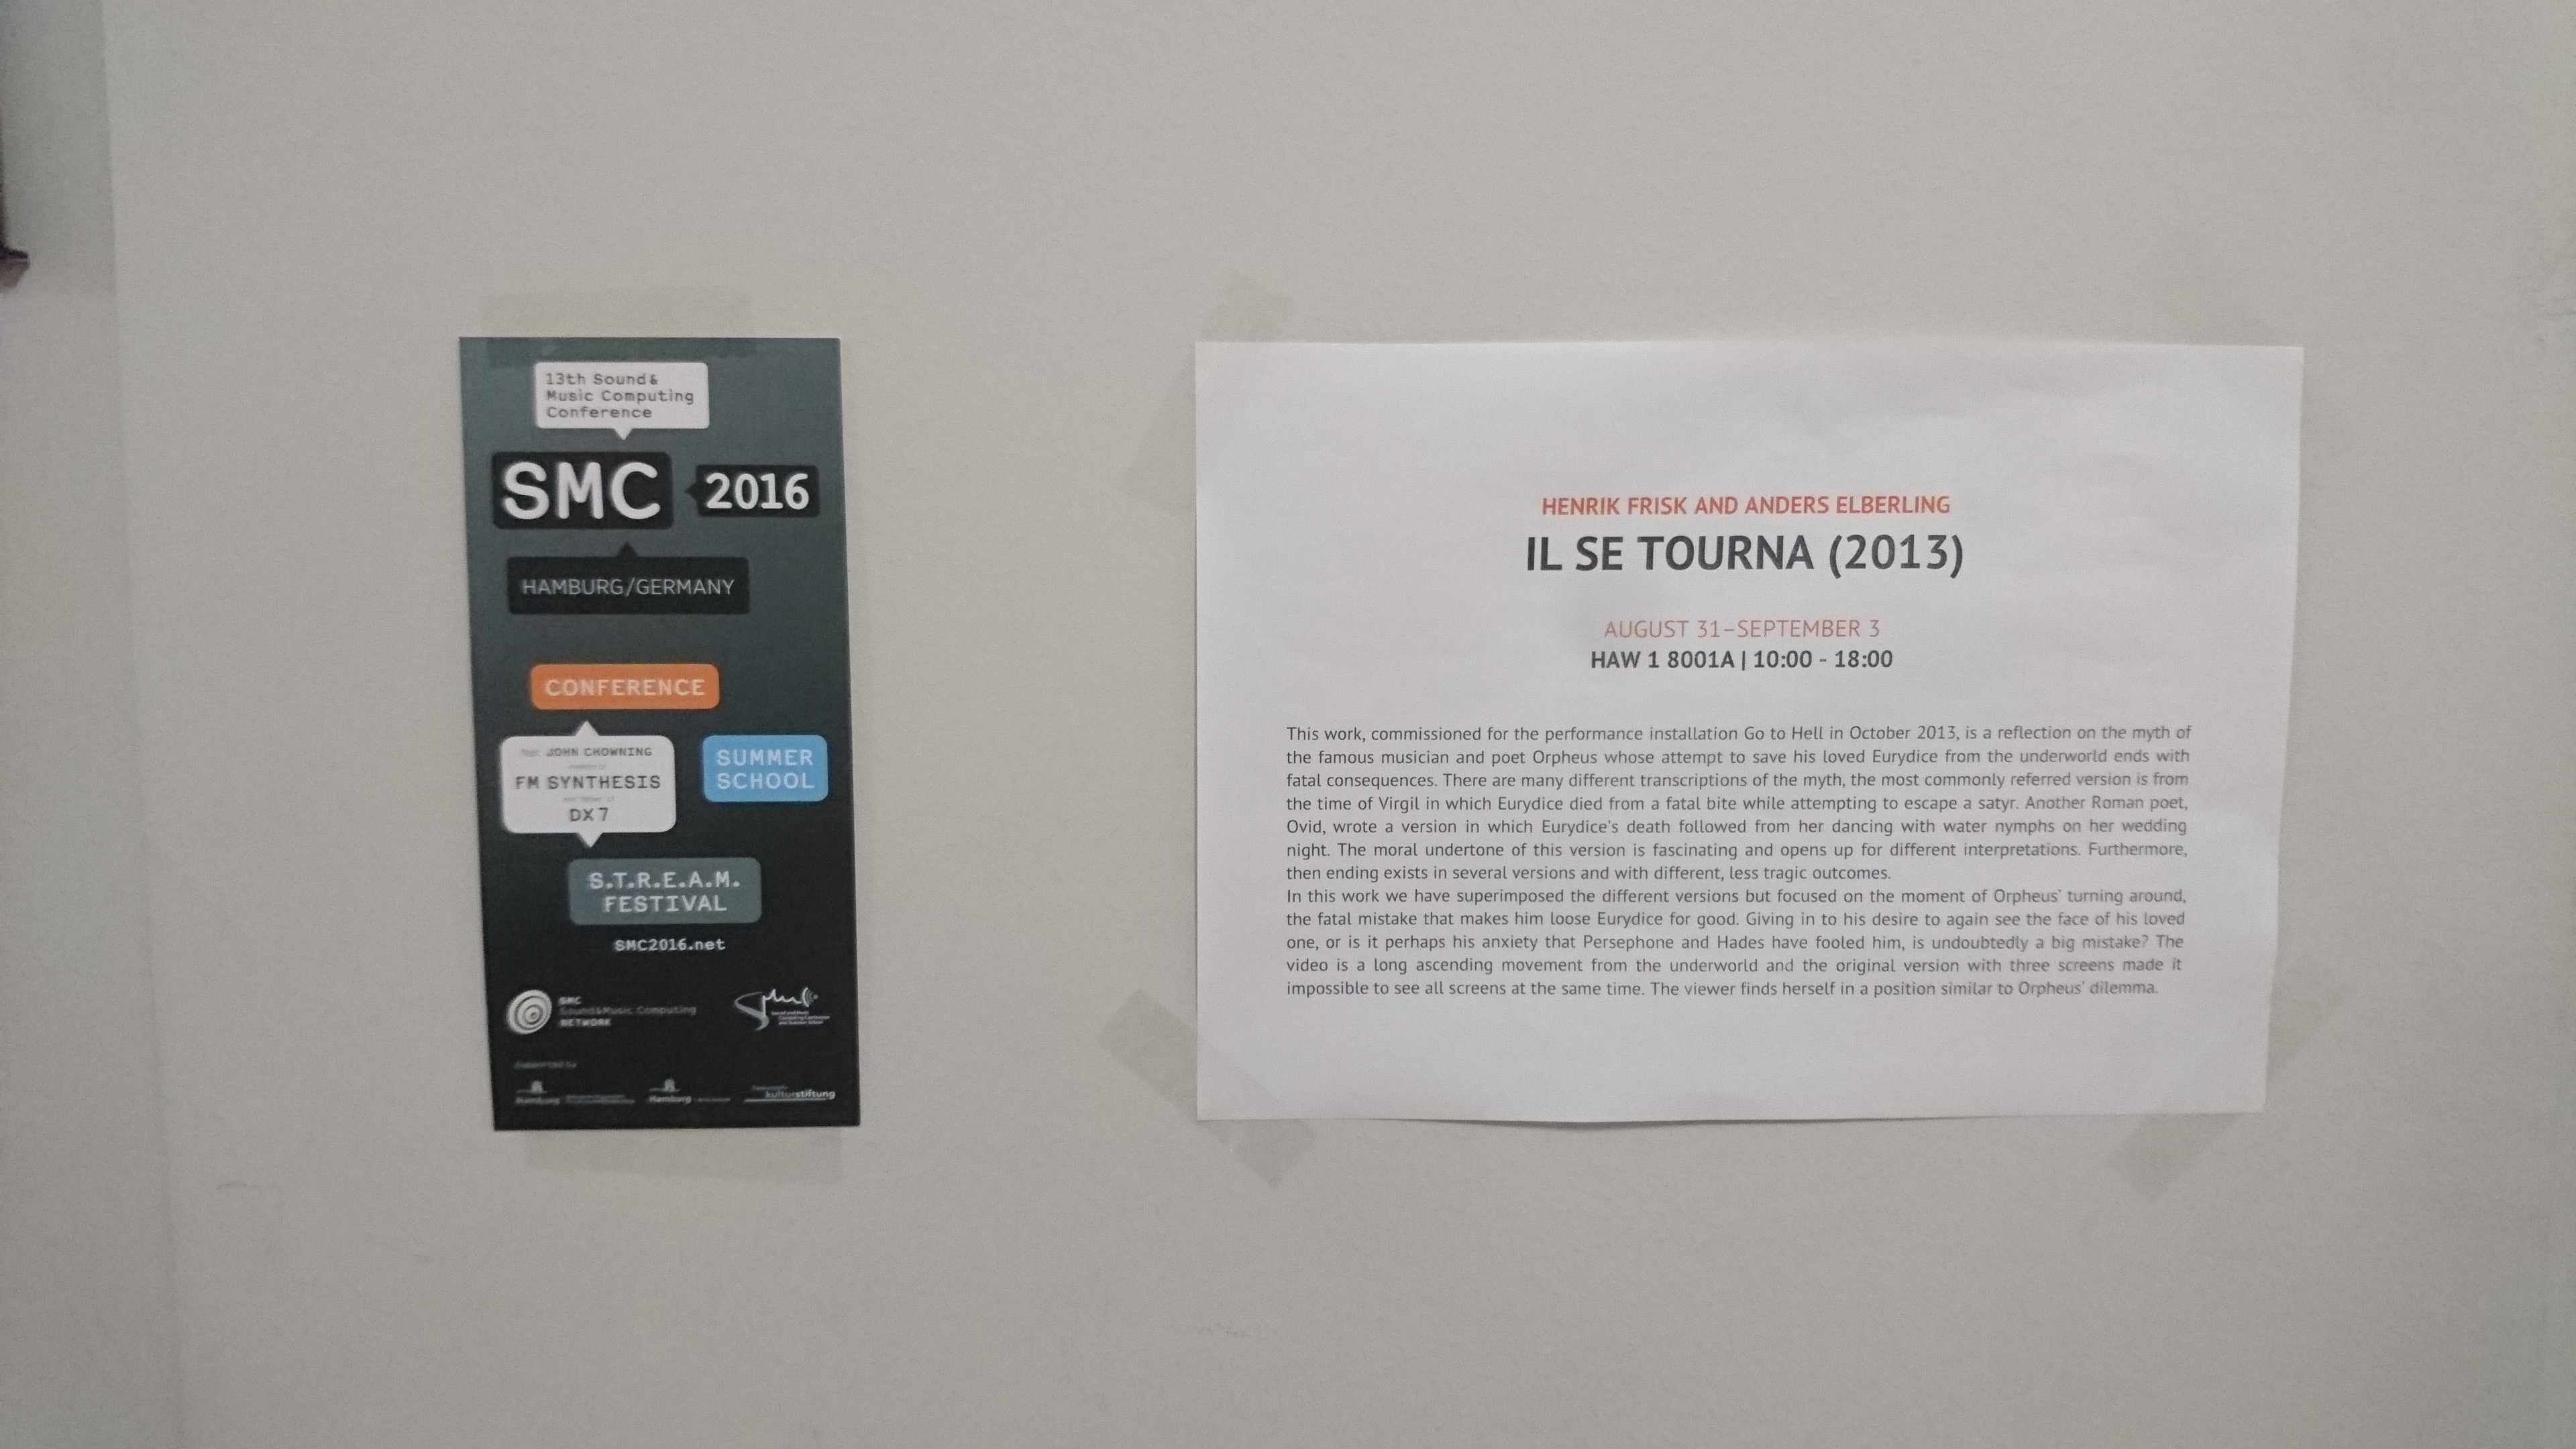 13th Sound &
Music Computing
Conference
SMC
2016
HAMBURG/GERMANY
CONFERENCE
JOHN CHOWNING
FM SYNTHESIS
DX7
SUMMER
SCHOOL
S.T.R.E.A.M.
FESTIVAL
SMC2016.net
SMC
Sound&Music Computing
NETWORK
Supported by
Hamburg
Hamburg
kulturstiftung
HENRIK FRISK AND ANDERS ELBERLING
IL SE TOURNA (2013)
AUGUST 31–SEPTEMBER 3
HAW 1 8001A | 10:00 - 18:00
This work, commissioned for the performance installation Go to Hell in October 2013, is a reflection on the myth of
the famous musician and poet Orpheus whose attempt to save his loved Eurydice from the underworld ends with
fatal consequences. There are many different transcriptions of the myth, the most commonly referred version is from
the time of Virgil in which Eurydice died from a fatal bite while attempting to escape a satyr. Another Roman poet,
Ovid, wrote a version in which Eurydice's death followed from her dancing with water nymphs on her wedding
night. The moral undertone of this version is fascinating and opens up for different interpretations. Furthermore,
then ending exists in several versions and with different, less tragic outcomes.
In this work we have superimposed the different versions but focused on the moment of Orpheus' turning around,
the fatal mistake that makes him loose Eurydice for good. Giving in to his desire to again see the face of his loved
one, or is it perhaps his anxiety that Persephone and Hades have fooled him, is undoubtedly a big mistake? The
video is a long ascending movement from the underworld and the original version with three screens made it
impossible to see all screens at the same time. The viewer finds herself in a position similar to Orpheus' dilemma.